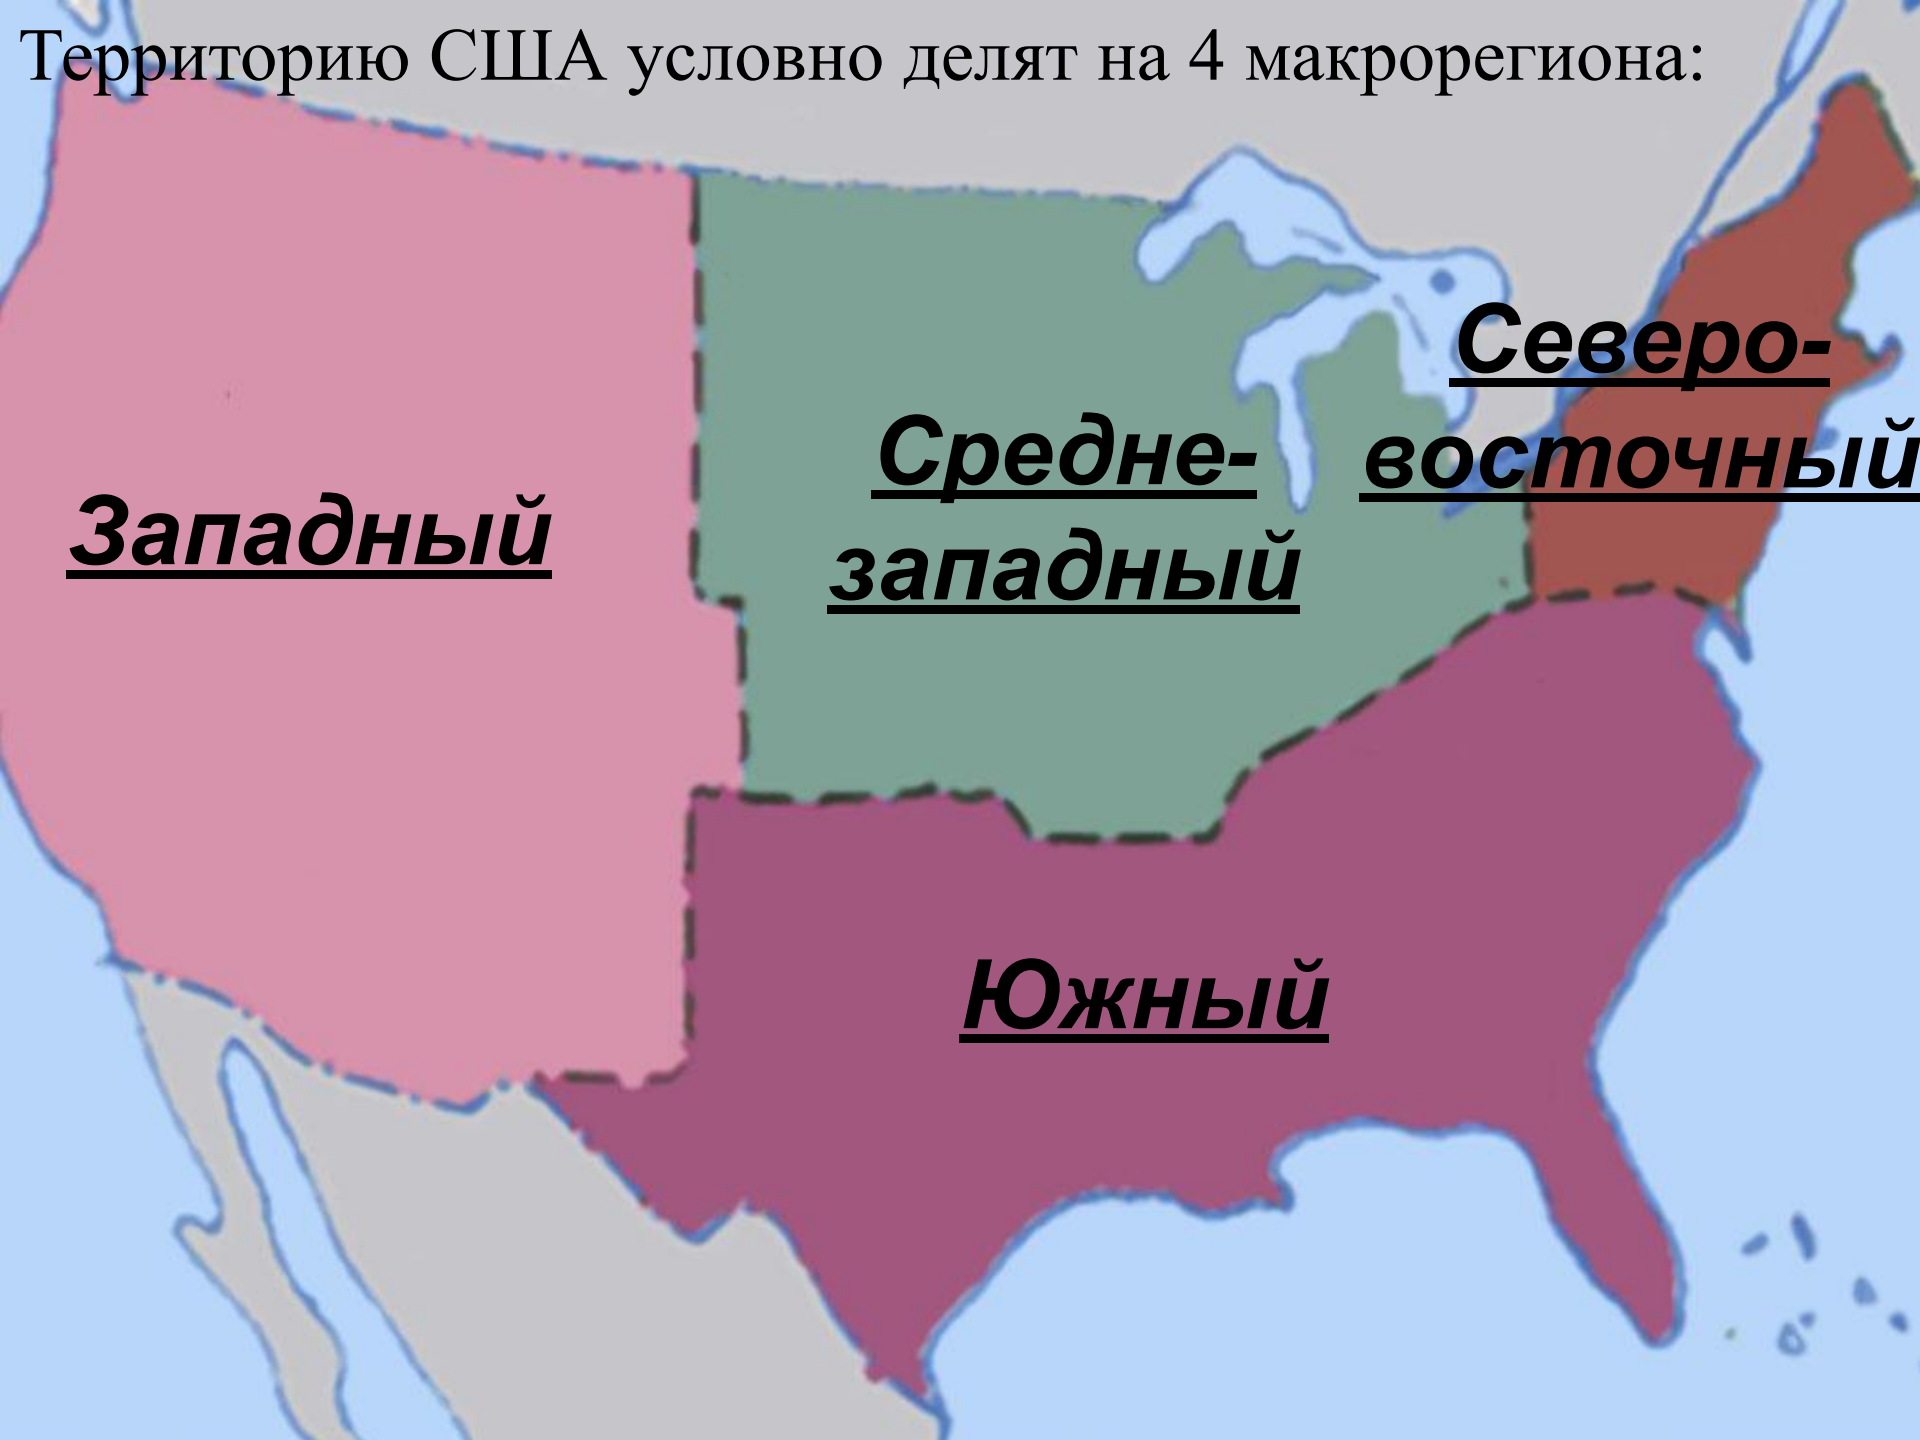 Территорию США условно делят на 4 макрорегиона:
Северо-
восточный
Средне-
западный
Западный
Южный